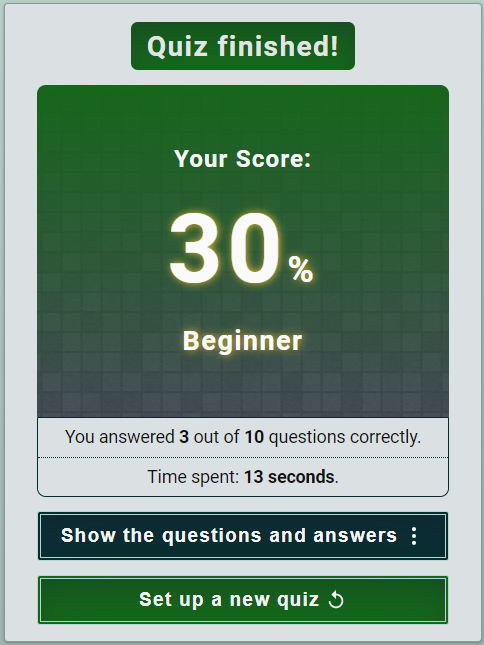 Quiz finished!
Your Score:
30%
Beginner
You answered 3 out of 10 questions correctly.
Time spent: 13 seconds.
Show the questions and answers
Set up a new quiz